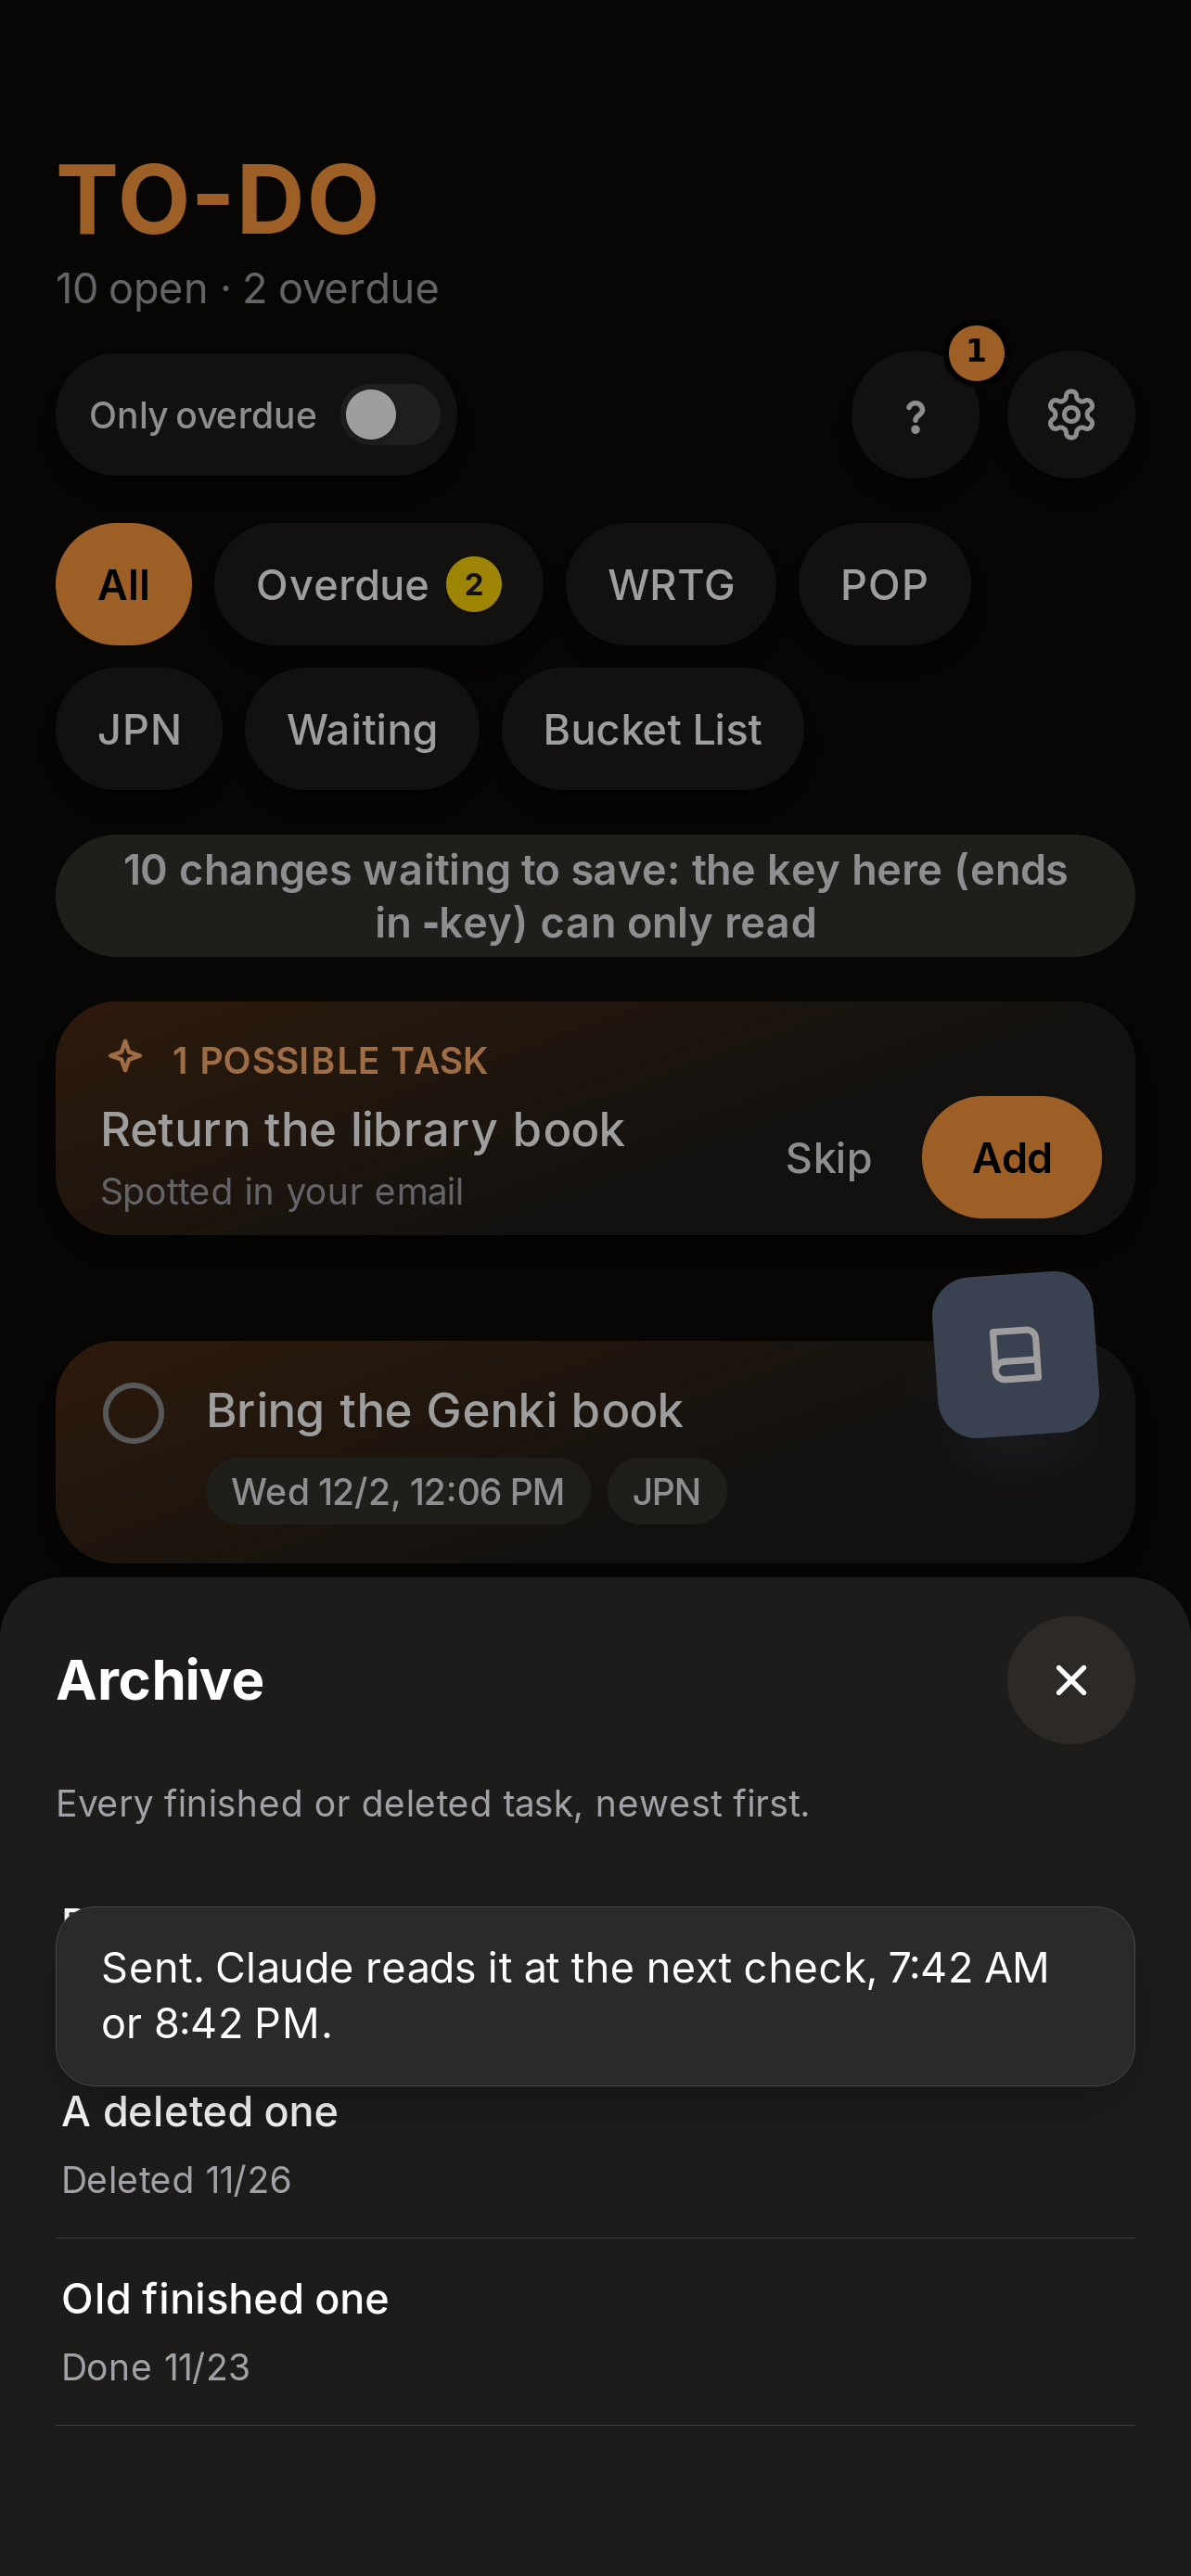 TO-DO
10 open · 2 overdue
Only overdue
?
1
All
Overdue 2
WRTG
POP
JPN
Waiting
Bucket List
10 changes waiting to save: the key here (ends
in -key) can only read
1 POSSIBLE TASK
Return the library book
Spotted in your email
Skip
Add
Bring the Genki book
Wed 12/2, 12:06 PM
JPN
Archive
Every finished or deleted task, newest first.
Sent. Claude reads it at the next check, 7:42 AM
or 8:42 PM.
A deleted one
Deleted 11/26
Old finished one
Done 11/23